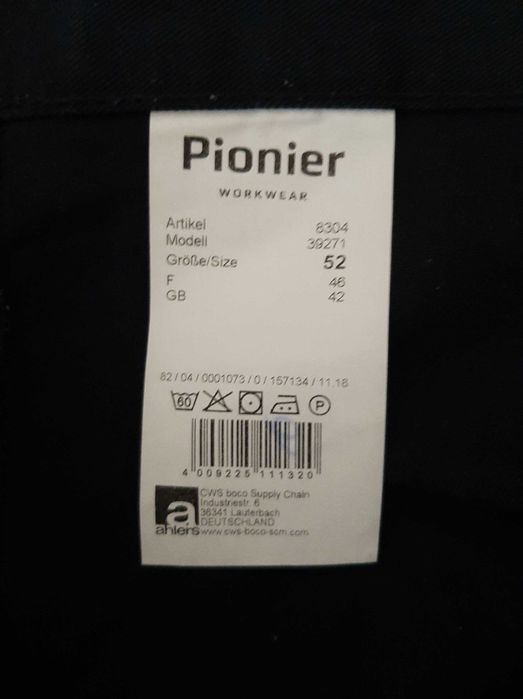 Pionier
WORKWEAR
Artikel 8304
Modell 39271
Größe/Size 52
F 46
GB 42
82 / 04 / 0001073 / 0 / 157134 / 11.18
60 P
4 009225 111320
CWS boco Supply Chain
Industriestr. 6
36341 Lauterbach
DEUTSCHLAND
www.cws-boco-scm.com
a
ahlers